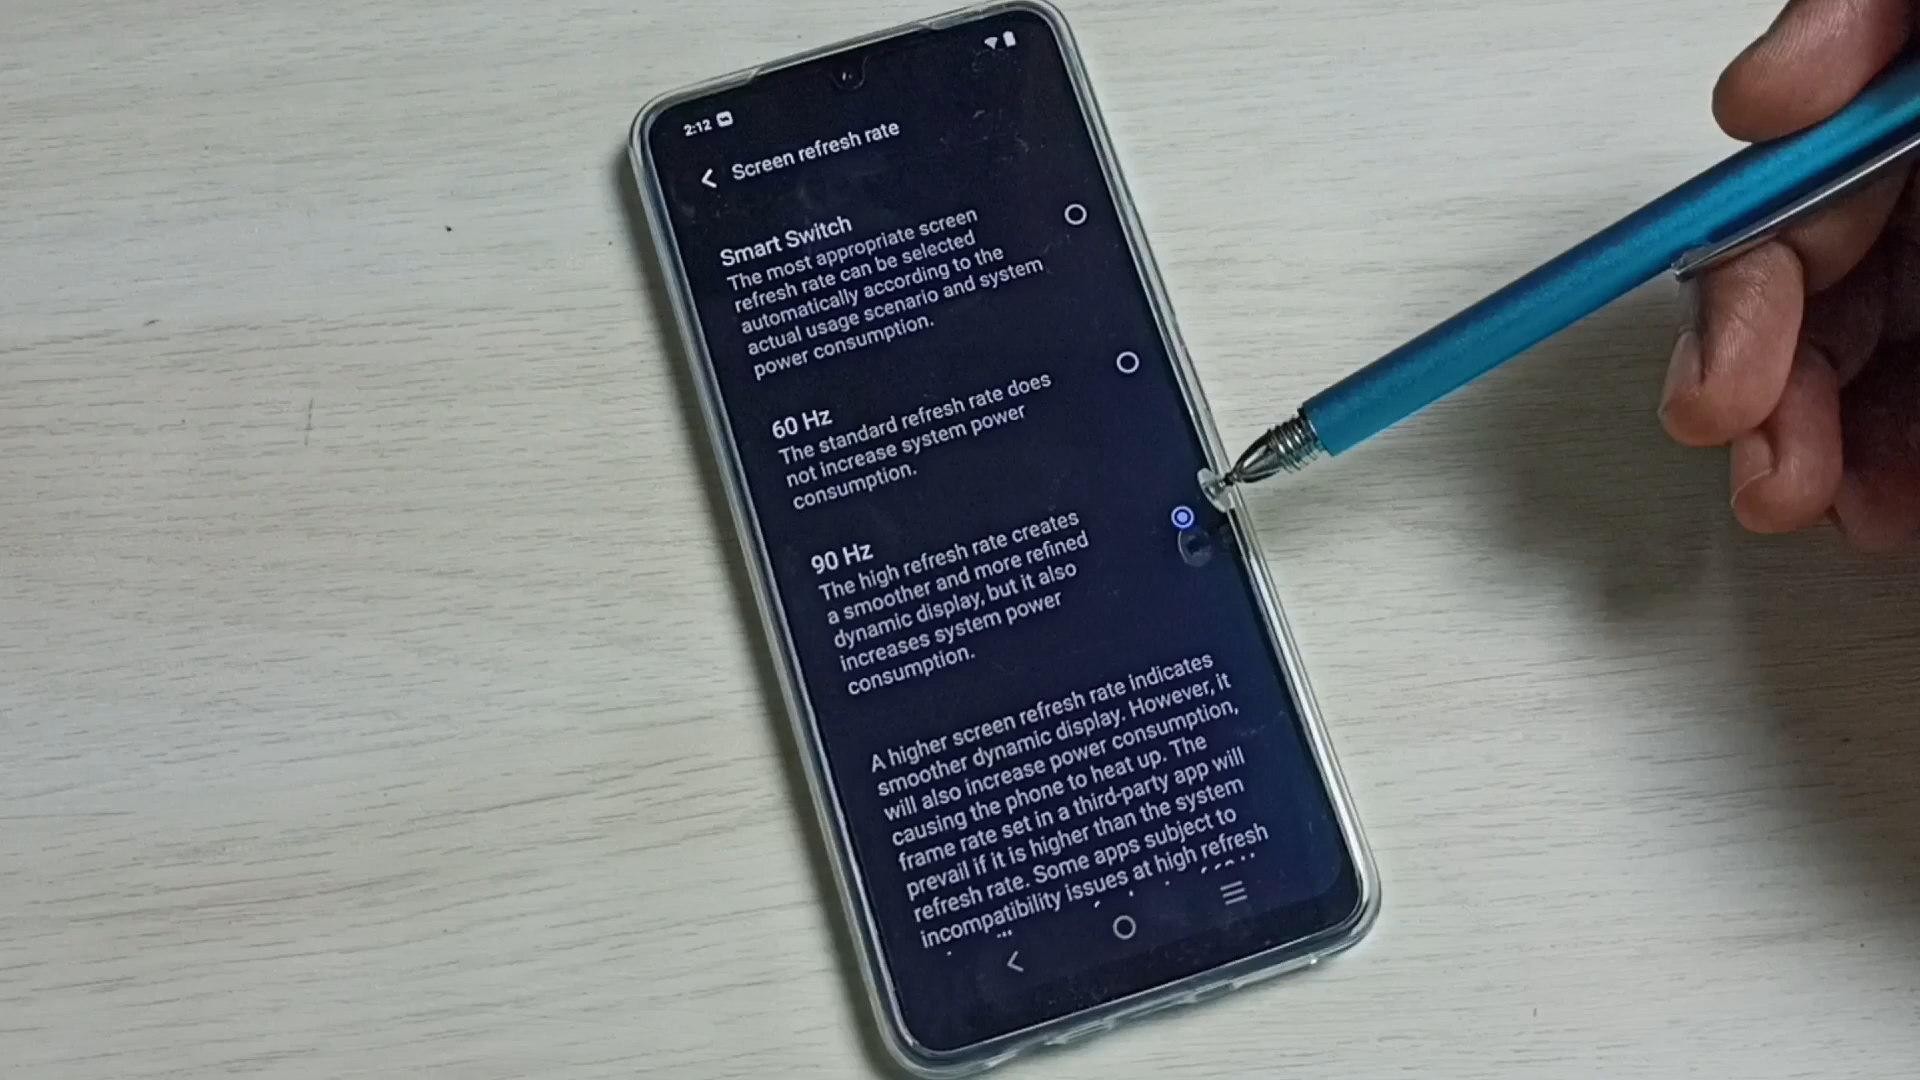 2:12
Screen refresh rate
Smart Switch
The most appropriate screen
refresh rate can be selected
automatically according to the
actual usage scenario and system
power consumption.
60 Hz
The standard refresh rate does
not increase system power
consumption.
90 Hz
The high refresh rate creates
a smoother and more refined
dynamic display, but it also
increases system power
consumption.
A higher screen refresh rate indicates
smoother dynamic display. However, it
will also increase power consumption,
causing the phone to heat up. The
frame rate set in a third-party app will
prevail if it is higher than the system
refresh rate. Some apps subject to
incompatibility issues at high refresh